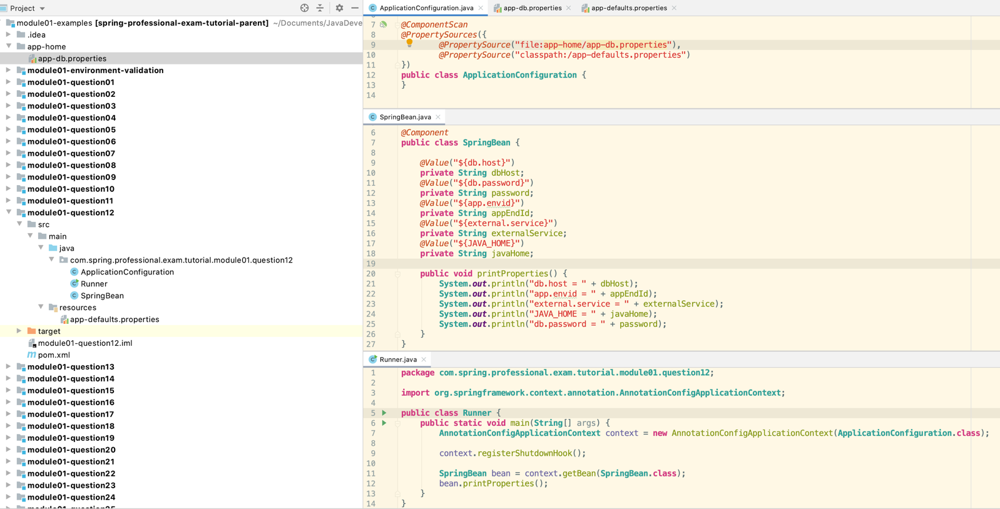 Project
module01-examples [spring-professional-exam-tutorial-parent] ~/Documents/JavaDeve
.idea
app-home
app-db.properties
module01-environment-validation
module01-question01
module01-question02
module01-question03
module01-question04
module01-question05
module01-question06
module01-question07
module01-question08
module01-question09
module01-question10
module01-question11
module01-question12
src
main
java
com.spring.professional.exam.tutorial.module01.question12
ApplicationConfiguration
Runner
SpringBean
resources
app-defaults.properties
target
module01-question12.iml
pom.xml
module01-question13
module01-question14
module01-question15
module01-question16
module01-question17
module01-question18
module01-question19
module01-question20
module01-question21
module01-question22
module01-question23
module01-question24
ApplicationConfiguration.java app-db.properties app-defaults.properties
7 @ComponentScan
8 @PropertySources({
9 @PropertySource("file:app-home/app-db.properties"),
10 @PropertySource("classpath:/app-defaults.properties")
11 })
12 public class ApplicationConfiguration {
13 }
14
SpringBean.java
6 @Component
7 public class SpringBean {
8
9 @Value("${db.host}")
10 private String dbHost;
11 @Value("${db.password}")
12 private String password;
13 @Value("${app.envid}")
14 private String appEndId;
15 @Value("${external.service}")
16 private String externalService;
17 @Value("${JAVA_HOME}")
18 private String javaHome;
19
20 public void printProperties() {
21 System.out.println("db.host = " + dbHost);
22 System.out.println("app.envid = " + appEndId);
23 System.out.println("external.service = " + externalService);
24 System.out.println("JAVA_HOME = " + javaHome);
25 System.out.println("db.password = " + password);
26 }
27 }
Runner.java
1 package com.spring.professional.exam.tutorial.module01.question12;
2
3 import org.springframework.context.annotation.AnnotationConfigApplicationContext;
4
5 public class Runner {
6 public static void main(String[] args) {
7 AnnotationConfigApplicationContext context = new AnnotationConfigApplicationContext(ApplicationConfiguration.class);
8
9 context.registerShutdownHook();
10
11 SpringBean bean = context.getBean(SpringBean.class);
12 bean.printProperties();
13 }
14 }